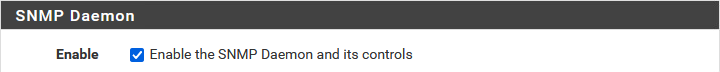 SNMP Daemon
Enable Enable the SNMP Daemon and its controls